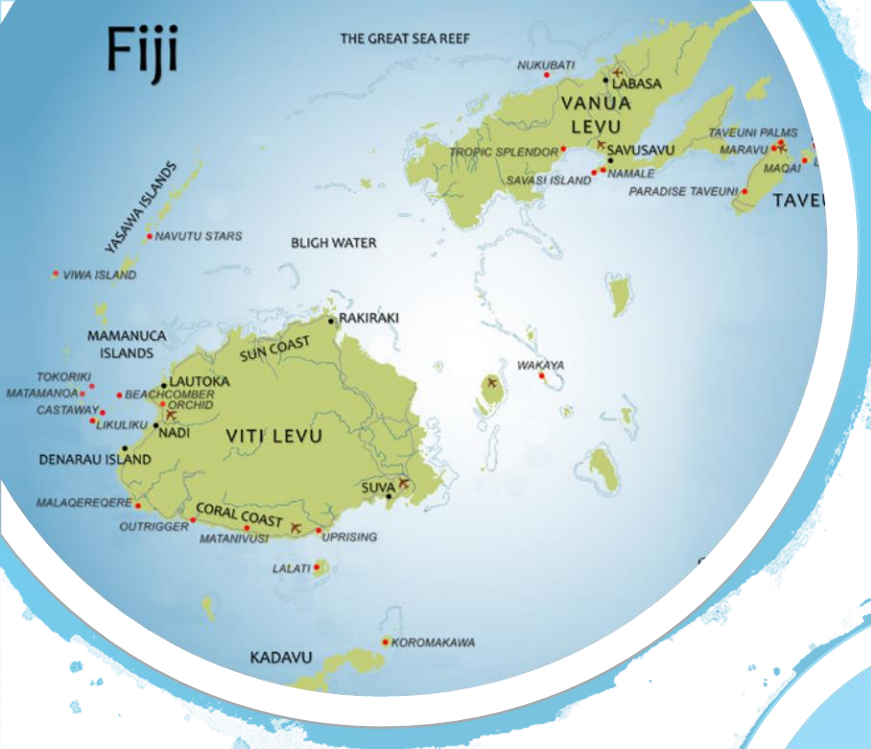 Fiji
THE GREAT SEA REEF
NUKUBATI
LABASA
VANUA
LEVU
TAVEUNI PALMS
TROPIC SPLENDOR
SAVUSAVU
MARAVU
MAQAI
SAVASI ISLAND
NAMALE
PARADISE TAVEUNI
YASAWA ISLANDS
NAVUTU STARS
BLIGH WATER
VIWA ISLAND
RAKIRAKI
MAMANUCA
ISLANDS
SUN COAST
WAKAYA
TOKORIKI
LAUTOKA
MATAMANOA
BEACHCOMBER
ORCHID
CASTAWAY
LIKULIKU
NADI
VITI LEVU
DENARAU ISLAND
SUVA
MALAQEREQERE
CORAL COAST
OUTRIGGER
MATANIVUSI
UPRISING
LALATI
KOROMAKAWA
KADAVU